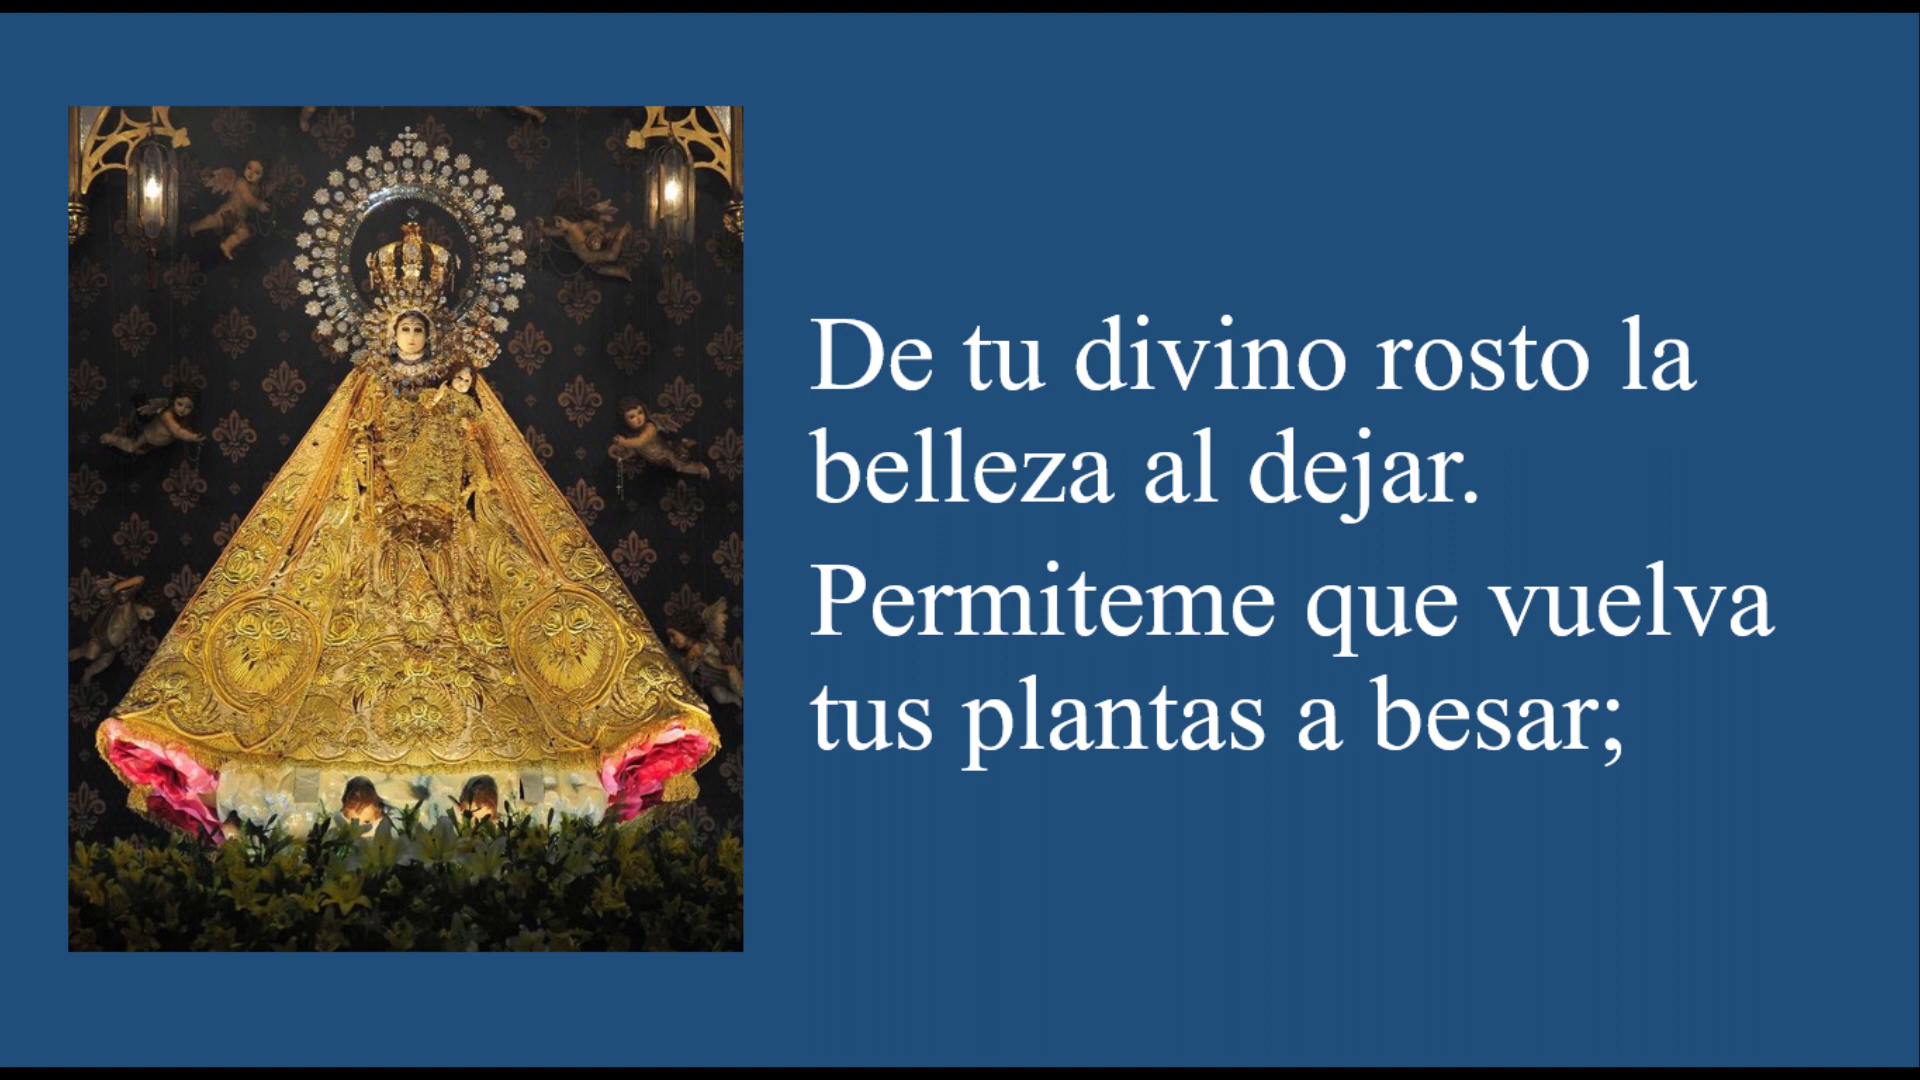 De tu divino rosto la
belleza al dejar.
Permiteme que vuelva
tus plantas a besar;